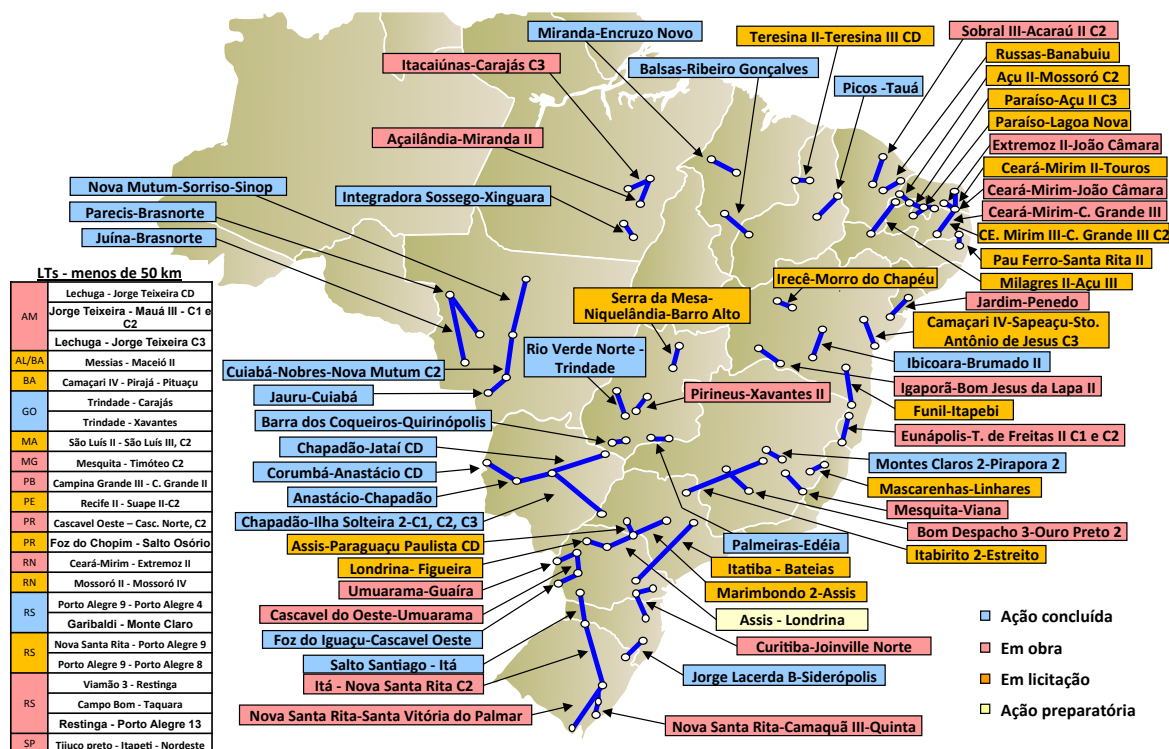 Miranda-Encruzo Novo
Teresina II-Teresina III CD
Sobral III-Acaraú II C2
Russas-Banabuiu
Itacaiúnas-Carajás C3
Balsas-Ribeiro Gonçalves
Açu II-Mossoró C2
Picos -Tauá
Paraíso-Açu II C3
Paraíso-Lagoa Nova
Açailândia-Miranda II
Extremoz II-João Câmara
Ceará-Mirim II-Touros
Nova Mutum-Sorriso-Sinop
Integradora Sossego-Xinguara
Ceará-Mirim-João Câmara
Parecis-Brasnorte
Ceará-Mirim-C. Grande III
Juína-Brasnorte
CE. Mirim III-C. Grande III C2
Pau Ferro-Santa Rita II
Milagres II-Açu III
Irecê-Morro do Chapéu
Jardim-Penedo
Serra da Mesa-
Niquelândia-Barro Alto
Camaçari IV-Sapeaçu-Sto.
Antônio de Jesus C3
Rio Verde Norte -
Trindade
Ibicoara-Brumado II
Cuiabá-Nobres-Nova Mutum C2
Igaporã-Bom Jesus da Lapa II
Jauru-Cuiabá
Pirineus-Xavantes II
Funil-Itapebi
Barra dos Coqueiros-Quirinópolis
Eunápolis-T. de Freitas II C1 e C2
Chapadão-Jataí CD
Montes Claros 2-Pirapora 2
Corumbá-Anastácio CD
Mascarenhas-Linhares
Anastácio-Chapadão
Mesquita-Viana
Chapadão-Ilha Solteira 2-C1, C2, C3
Bom Despacho 3-Ouro Preto 2
Assis-Paraguaçu Paulista CD
Palmeiras-Edéia
Itabirito 2-Estreito
Londrina- Figueira
Itatiba - Bateias
Umuarama-Guaíra
Marimbondo 2-Assis
Cascavel do Oeste-Umuarama
Assis - Londrina
Foz do Iguaçu-Cascavel Oeste
Curitiba-Joinville Norte
Salto Santiago - Itá
Jorge Lacerda B-Siderópolis
Itá - Nova Santa Rita C2
Nova Santa Rita-Santa Vitória do Palmar
Nova Santa Rita-Camaquã III-Quinta
LTs - menos de 50 km
AM
Lechuga - Jorge Teixeira CD
Jorge Teixeira - Mauá III - C1 e
C2
Lechuga - Jorge Teixeira C3
AL/BA
Messias - Maceió II
BA
Camaçari IV - Pirajá - Pituaçu
GO
Trindade - Carajás
Trindade - Xavantes
MA
São Luís II - São Luís III, C2
MG
Mesquita - Timóteo C2
PB
Campina Grande III - C. Grande II
PE
Recife II - Suape II-C2
PR
Cascavel Oeste – Casc. Norte, C2
PR
Foz do Chopim - Salto Osório
RN
Ceará-Mirim - Extremoz II
RN
Mossoró II - Mossoró IV
RS
Porto Alegre 9 - Porto Alegre 4
Garibaldi - Monte Claro
RS
Nova Santa Rita - Porto Alegre 9
Porto Alegre 9 - Porto Alegre 8
RS
Viamão 3 - Restinga
Campo Bom - Taquara
Restinga - Porto Alegre 13
SP
Tijuco preto - Itapeti - Nordeste
Ação concluída
Em obra
Em licitação
Ação preparatória